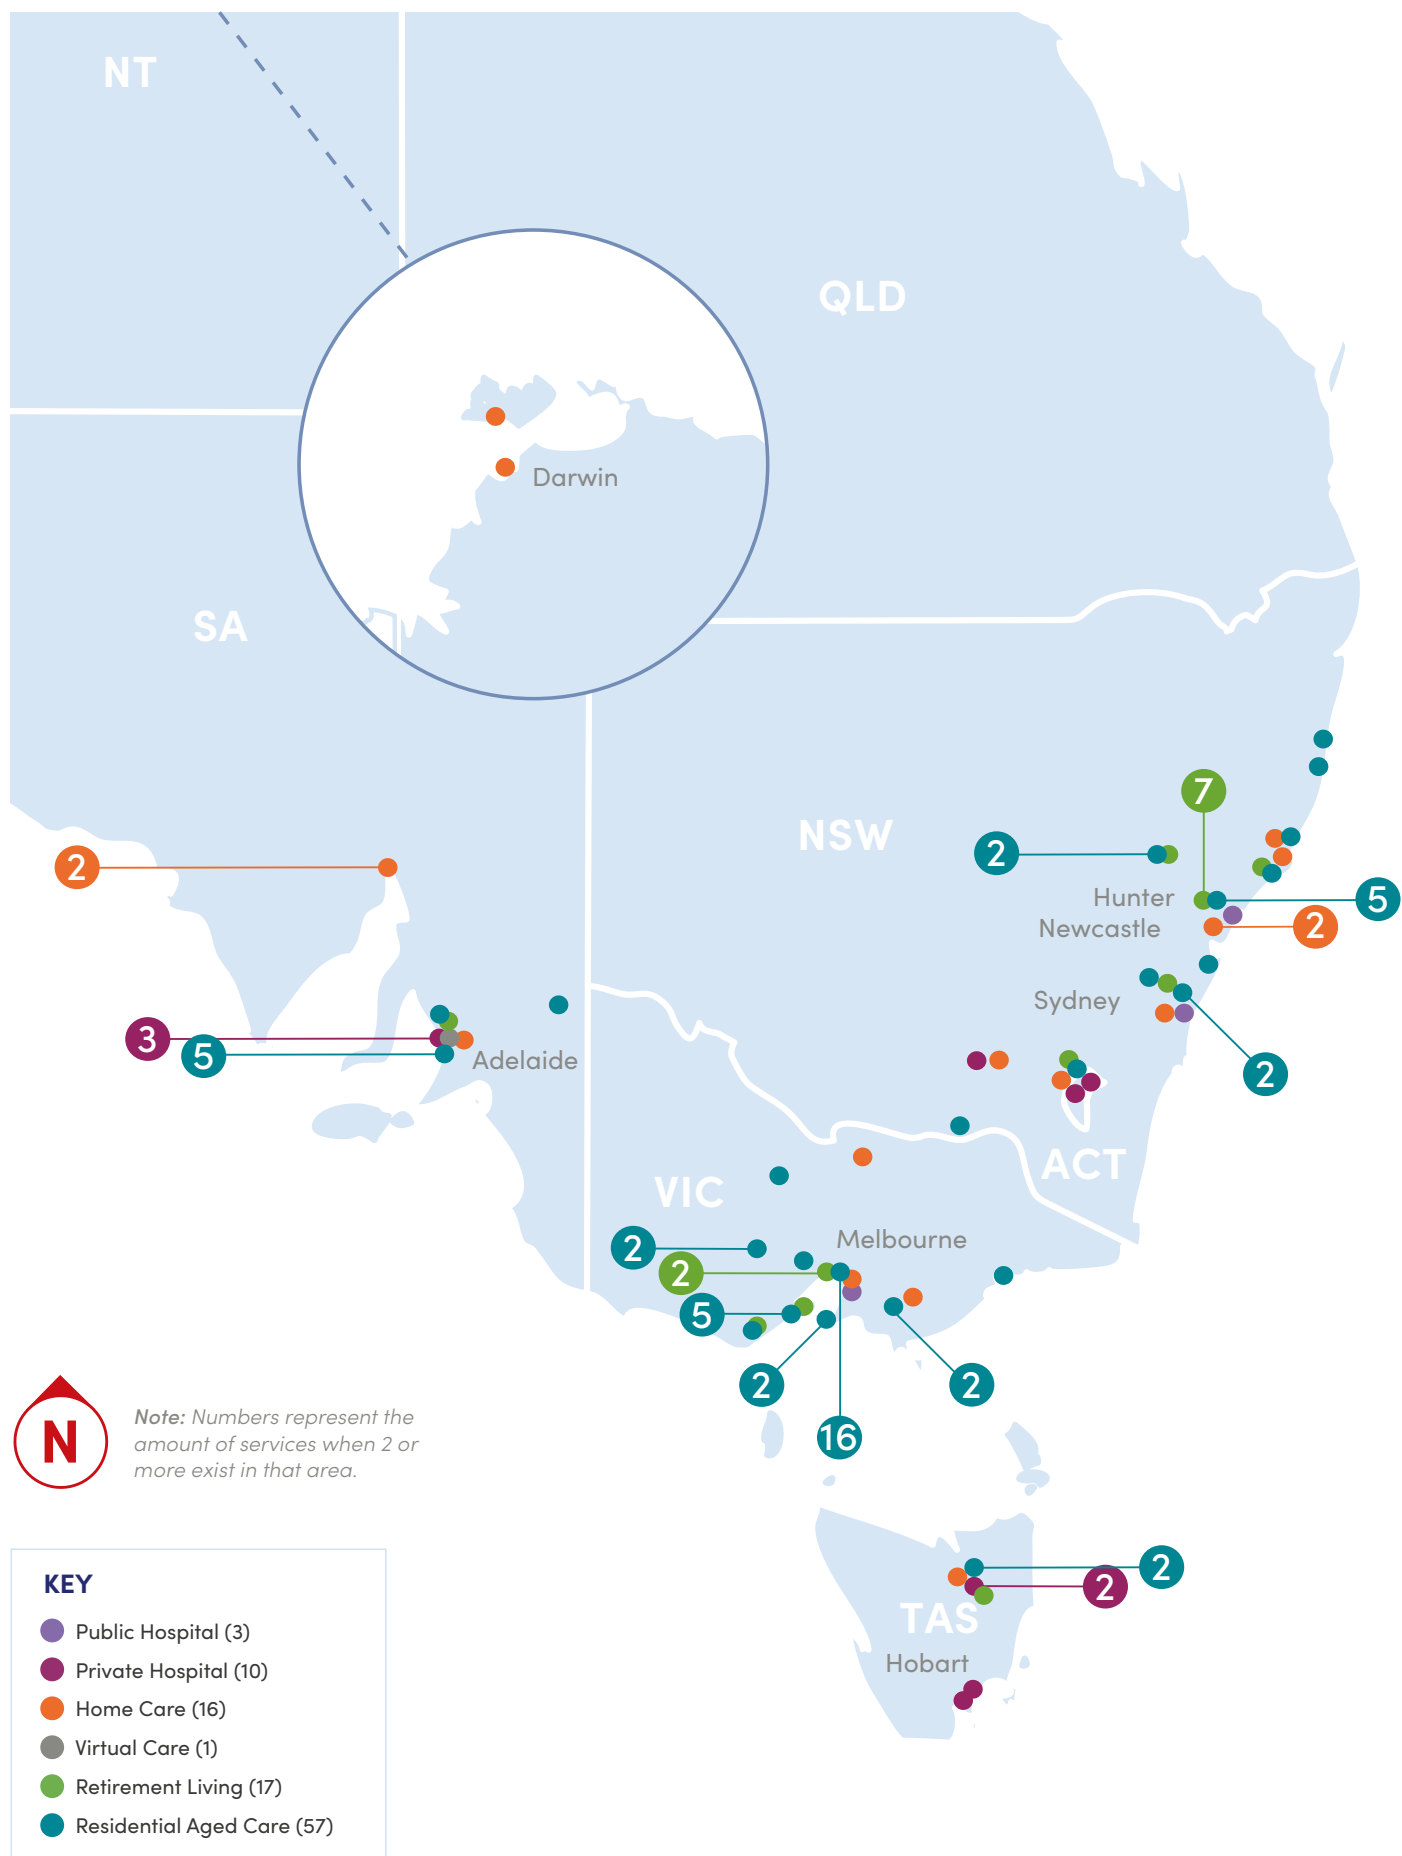 NT
QLD
Darwin
SA
7
NSW
2
2
Hunter
5
Newcastle
2
Sydney
3
5
Adelaide
2
ACT
VIC
Melbourne
2
2
5
2
2
16
N
Note: Numbers represent the
amount of services when 2 or
more exist in that area.
2
2
TAS
Hobart
KEY
Public Hospital (3)
Private Hospital (10)
Home Care (16)
Virtual Care (1)
Retirement Living (17)
Residential Aged Care (57)